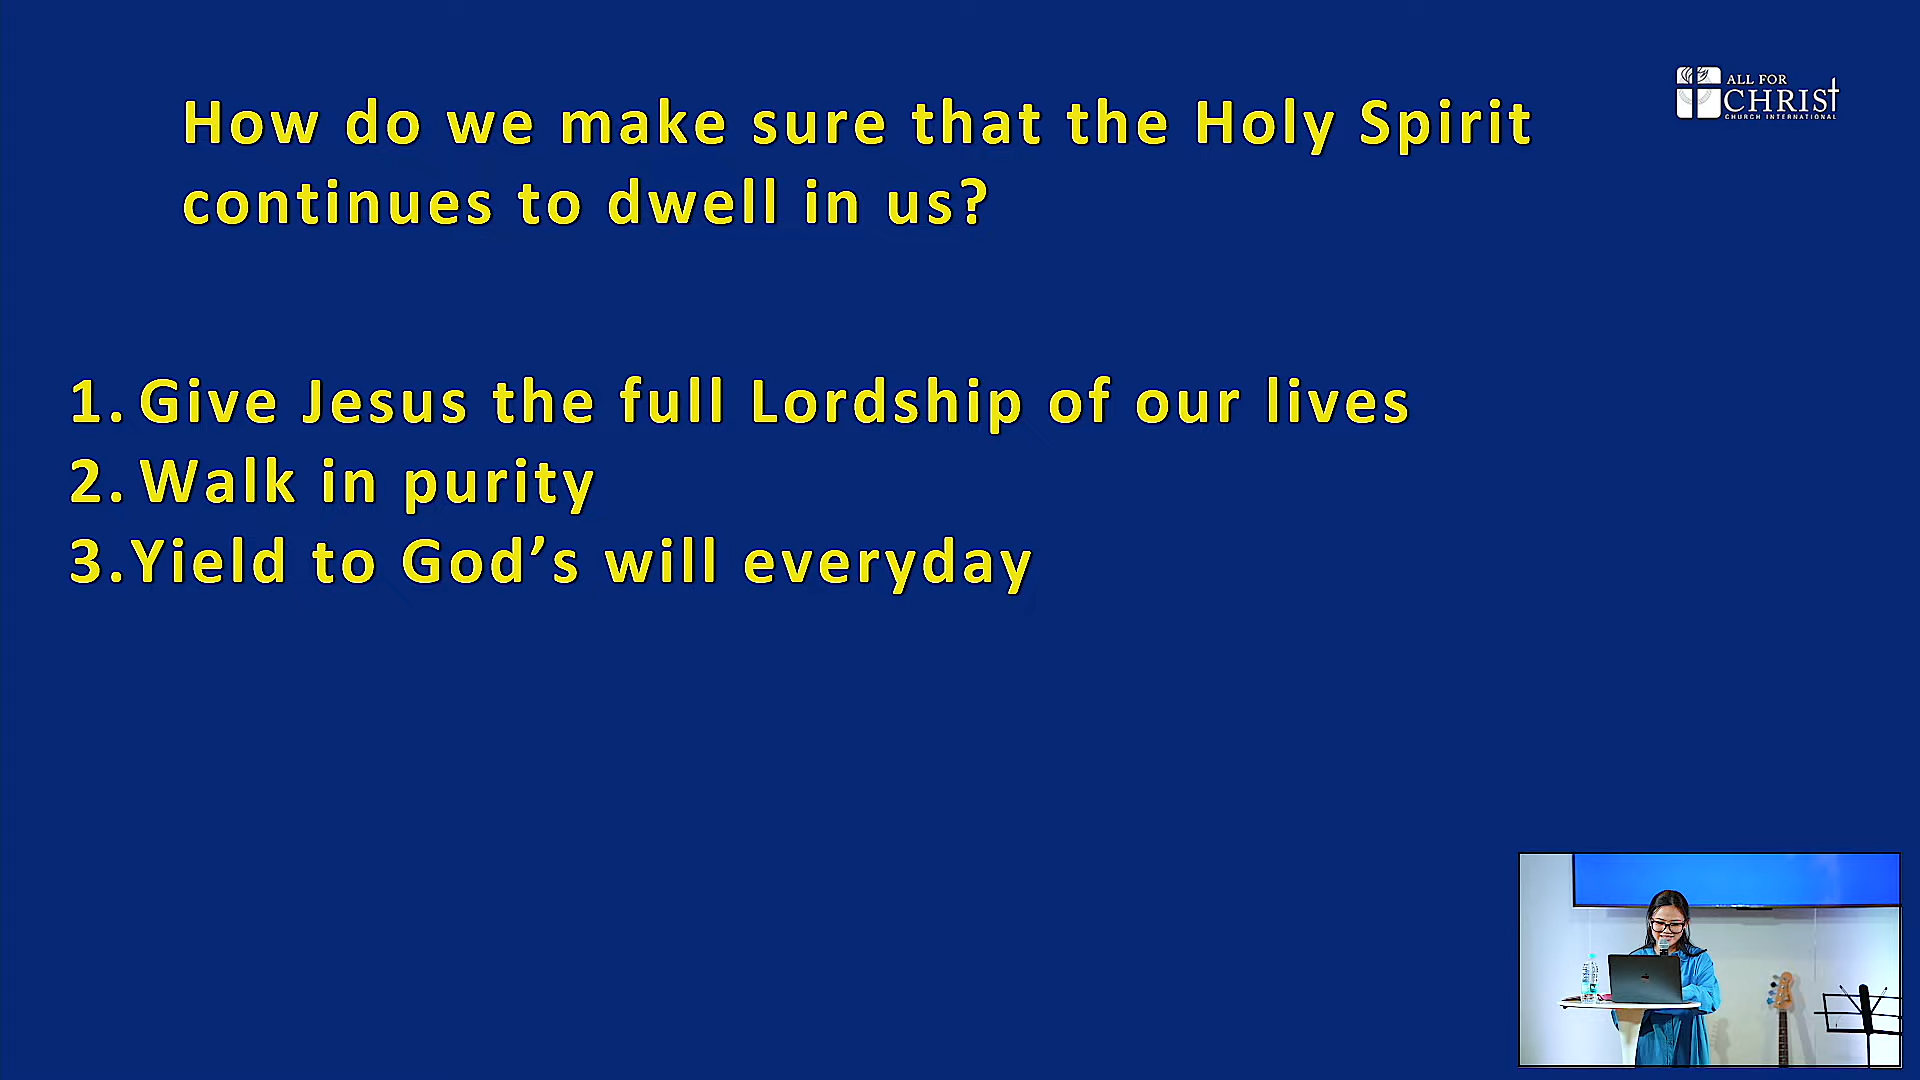 How do we make sure that the Holy Spirit
continues to dwell in us?
ALL FOR
CHRIST
CHURCH INTERNATIONAL
1. Give Jesus the full Lordship of our lives
2. Walk in purity
3.Yield to God’s will everyday